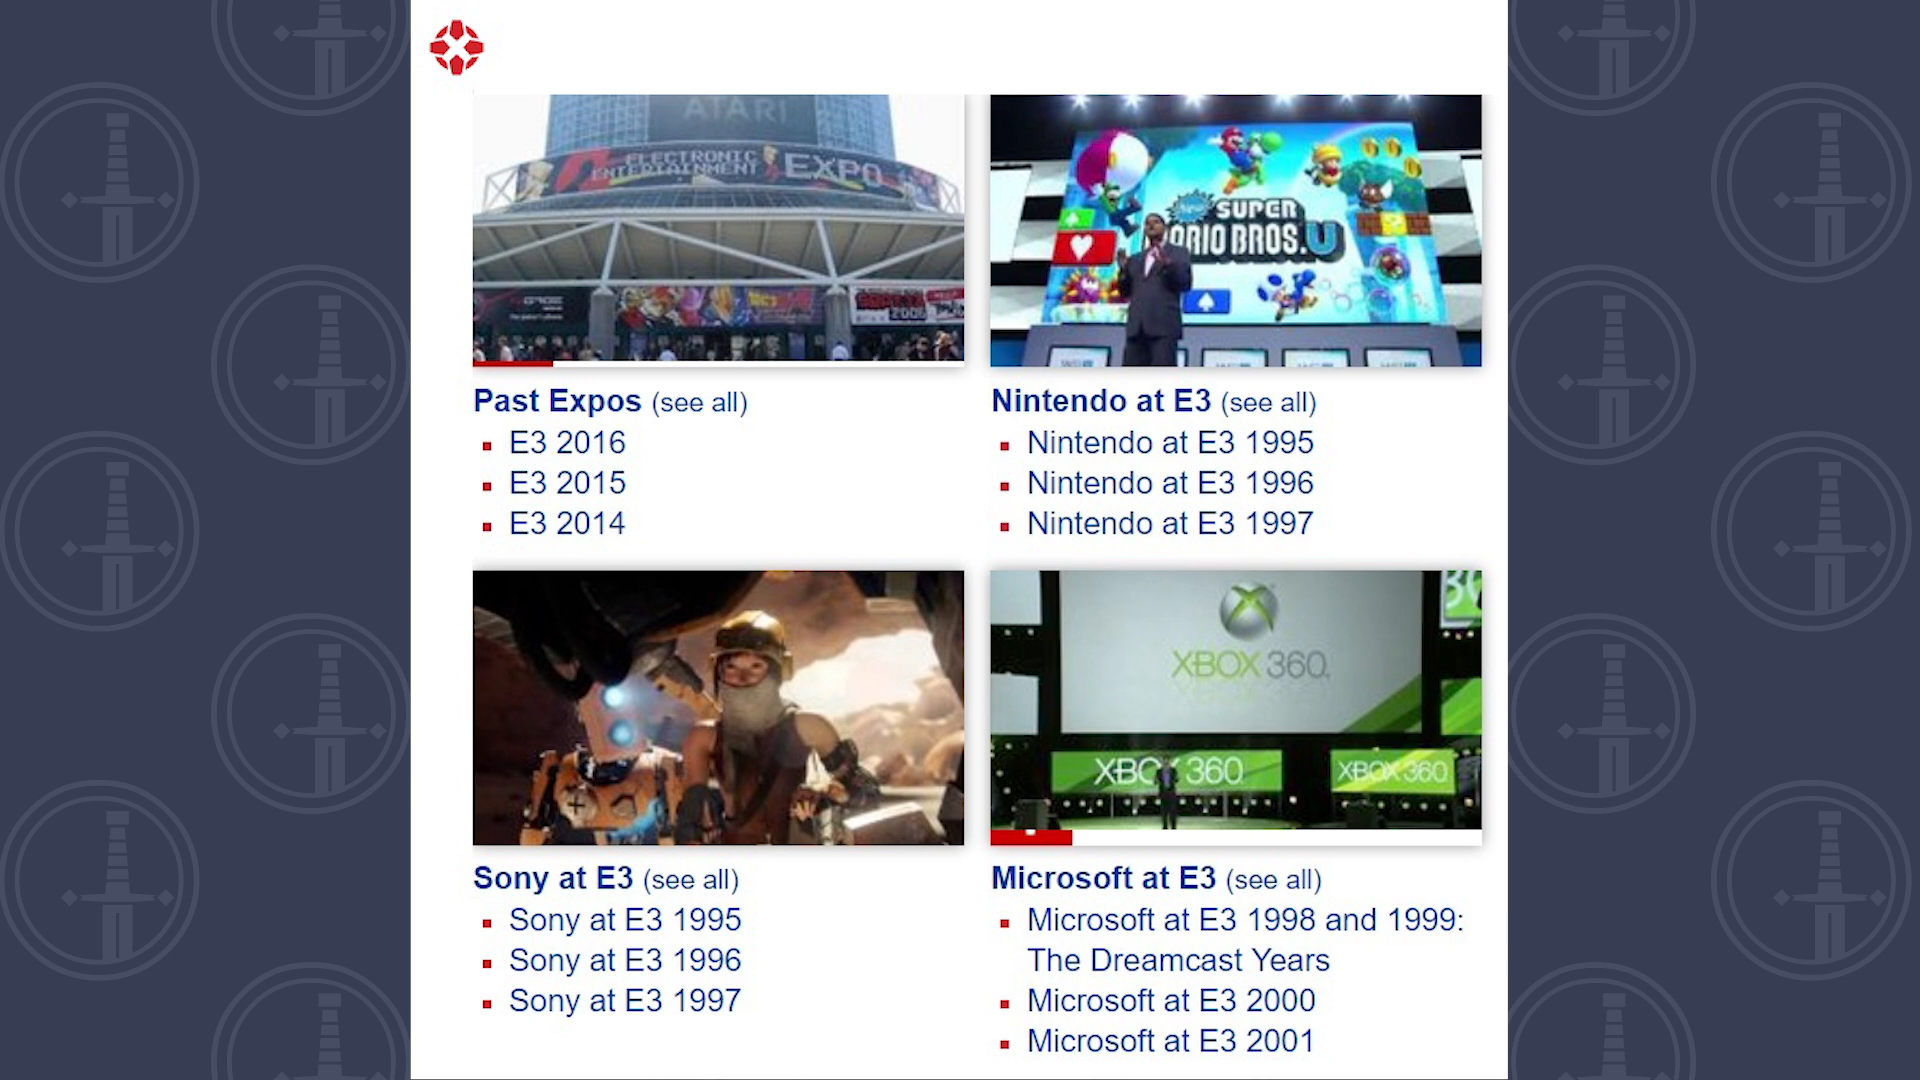 ATARI
ELECTRONIC
ENTERTAINMENT EXPO
2006
New
SUPER
MARIO BROS.U
Past Expos (see all)
E3 2016
E3 2015
E3 2014
Nintendo at E3 (see all)
Nintendo at E3 1995
Nintendo at E3 1996
Nintendo at E3 1997
XBOX 360
XBOX 360
XBOX 360
Sony at E3 (see all)
Sony at E3 1995
Sony at E3 1996
Sony at E3 1997
Microsoft at E3 (see all)
Microsoft at E3 1998 and 1999:
The Dreamcast Years
Microsoft at E3 2000
Microsoft at E3 2001